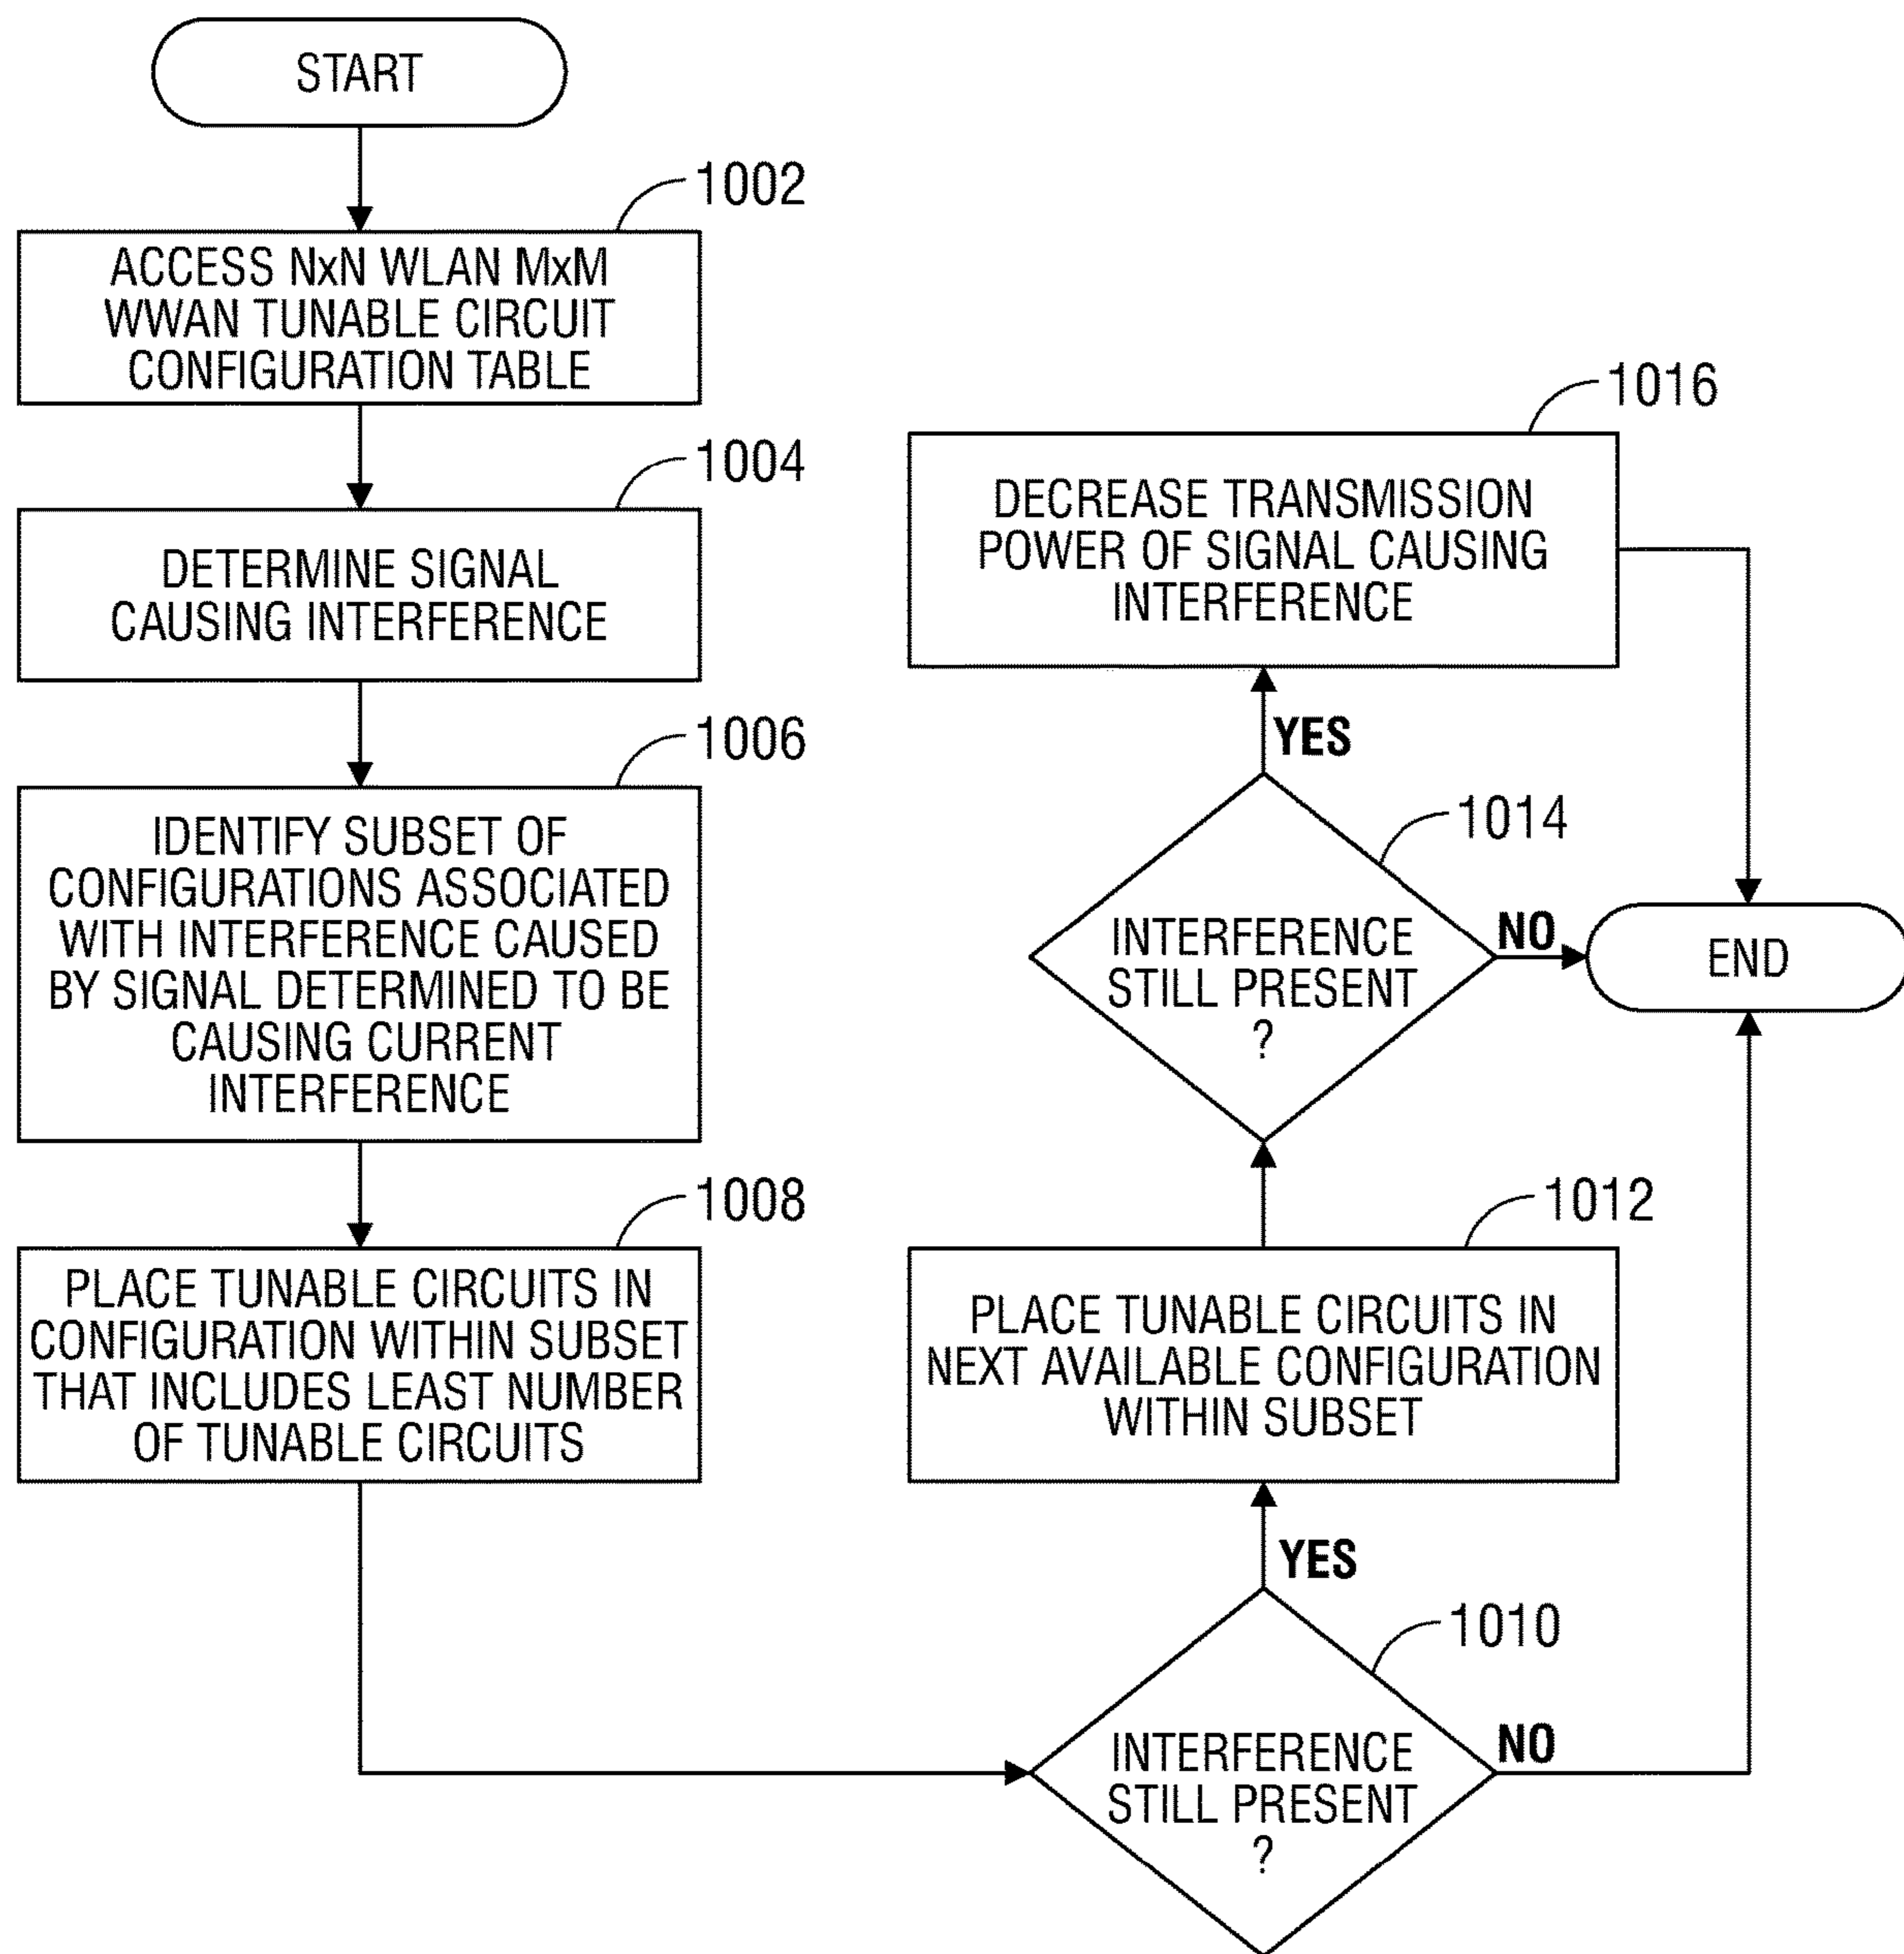 START
1002
ACCESS NxN WLAN MxM
WWAN TUNABLE CIRCUIT
CONFIGURATION TABLE
1004
DETERMINE SIGNAL
CAUSING INTERFERENCE
1006
IDENTIFY SUBSET OF
CONFIGURATIONS ASSOCIATED
WITH INTERFERENCE CAUSED
BY SIGNAL DETERMINED TO BE
CAUSING CURRENT
INTERFERENCE
1008
PLACE TUNABLE CIRCUITS IN
CONFIGURATION WITHIN SUBSET
THAT INCLUDES LEAST NUMBER
OF TUNABLE CIRCUITS
1010
INTERFERENCE
STILL PRESENT
?
NO
YES
1012
PLACE TUNABLE CIRCUITS IN
NEXT AVAILABLE CONFIGURATION
WITHIN SUBSET
1014
INTERFERENCE
STILL PRESENT
?
NO
YES
1016
DECREASE TRANSMISSION
POWER OF SIGNAL CAUSING
INTERFERENCE
END